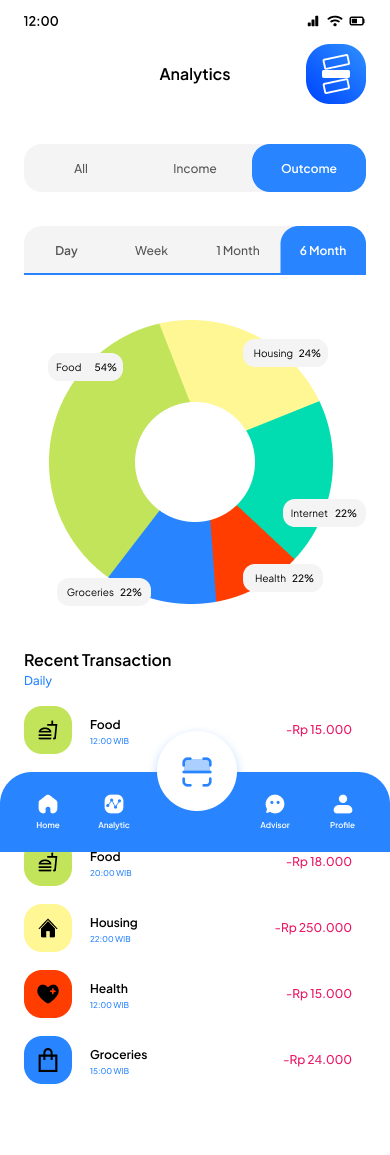 12:00
Analytics
All Income Outcome
Day Week 1 Month 6 Month
Food 54%
Housing 24%
Internet 22%
Health 22%
Groceries 22%
Recent Transaction
Daily
Food -Rp 15.000
12:00 WIB
Home Analytic Advisor Profile
Food -Rp 18.000
20:00 WIB
Housing -Rp 250.000
22:00 WIB
Health -Rp 15.000
12:00 WIB
Groceries -Rp 24.000
15:00 WIB